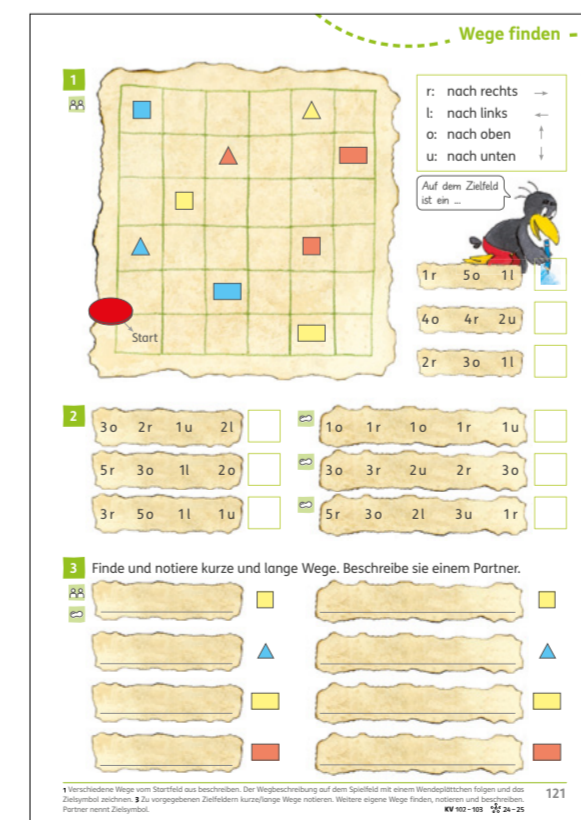 Wege finden
1
r: nach rechts →
l: nach links ←
o: nach oben ↑
u: nach unten ↓
Auf dem Zielfeld
ist ein ...
1r 5o 1l
4o 4r 2u
2r 3o 1l
Start
2
3o 2r 1u 2l
5r 3o 1l 2o
3r 5o 1l 1u
1o 1r 1o 1r 1u
3o 3r 2u 2r 3o
5r 3o 2l 3u 1r
3 Finde und notiere kurze und lange Wege. Beschreibe sie einem Partner.
1 Verschiedene Wege vom Startfeld aus beschreiben. Der Wegbeschreibung auf dem Spielfeld mit einem Wendeplättchen folgen und das
Zielsymbol zeichnen. 3 Zu vorgegebenen Zielfeldern kurze/lange Wege notieren. Weitere eigene Wege finden, notieren und beschreiben.
Partner nennt Zielsymbol.
KV 102–103 24–25
121